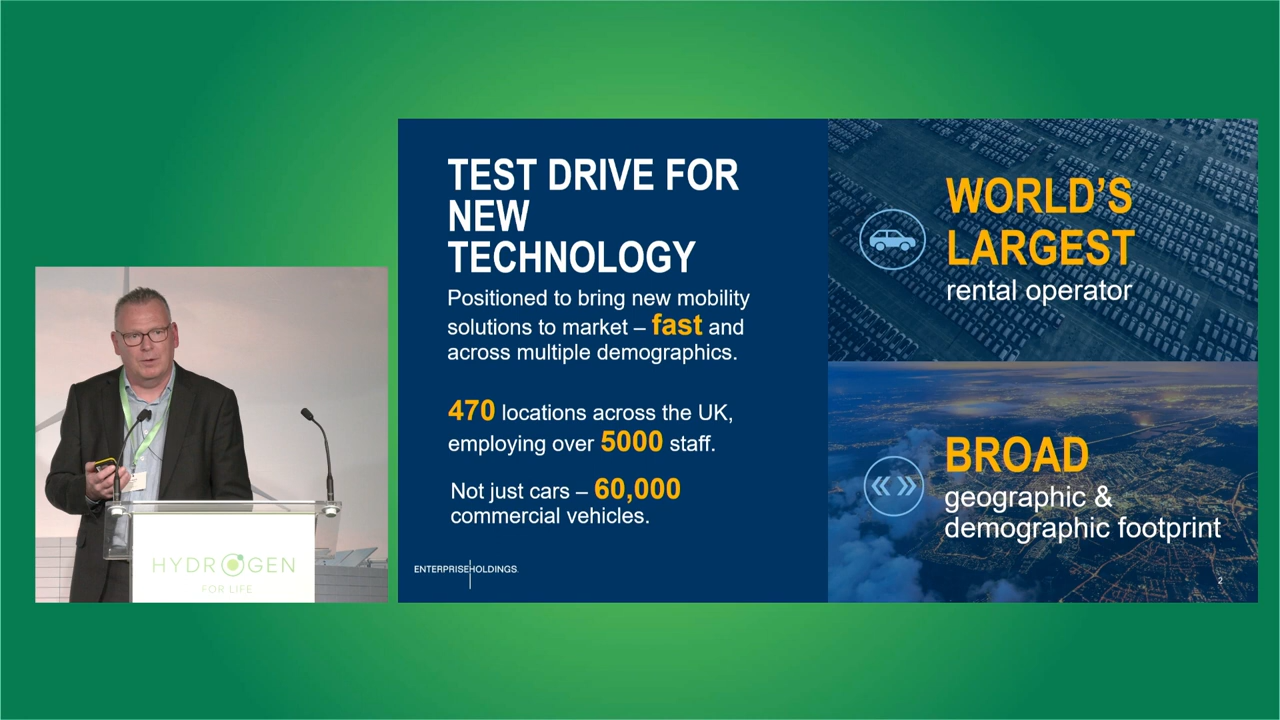 TEST DRIVE FOR
NEW
TECHNOLOGY
Positioned to bring new mobility
solutions to market – fast and
across multiple demographics.
470 locations across the UK,
employing over 5000 staff.
Not just cars – 60,000
commercial vehicles.
ENTERPRISE HOLDINGS.
WORLD’S
LARGEST
rental operator
BROAD
geographic &
demographic footprint
2
HYDROGEN
FOR LIFE